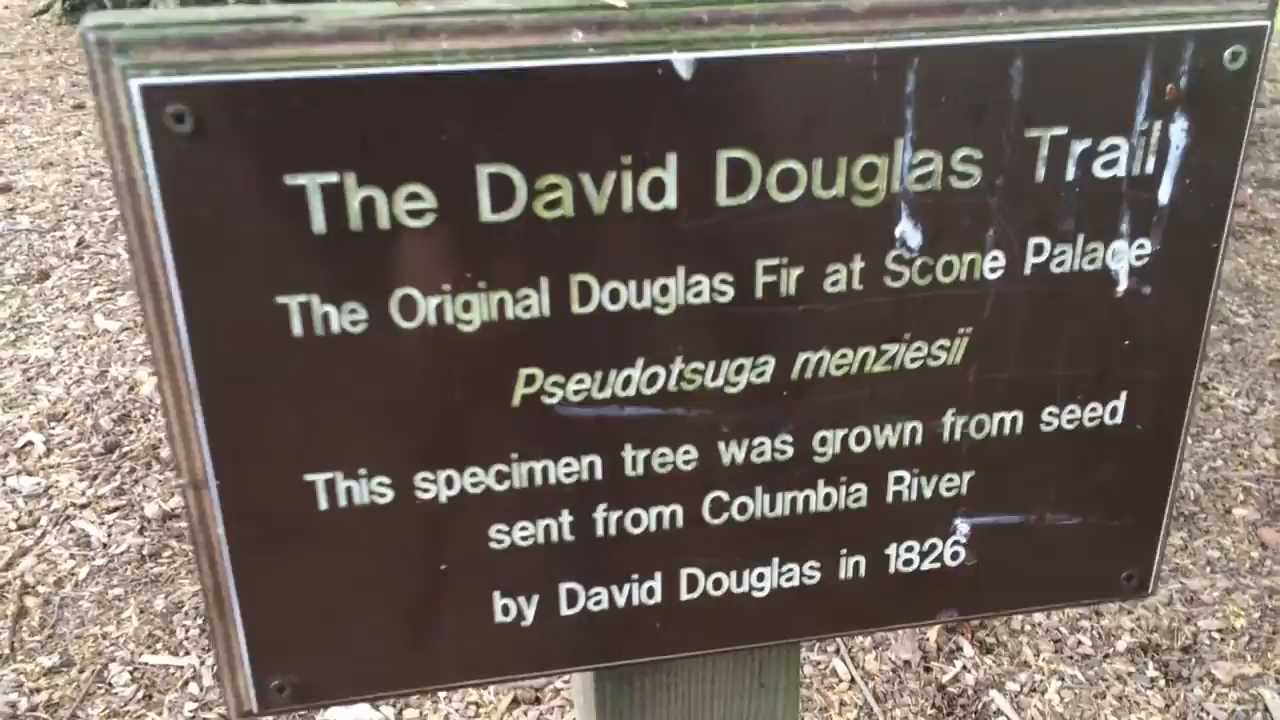 The David Douglas Trail
The Original Douglas Fir at Scone Palace
Pseudotsuga menziesii
This specimen tree was grown from seed
sent from Columbia River
by David Douglas in 1826